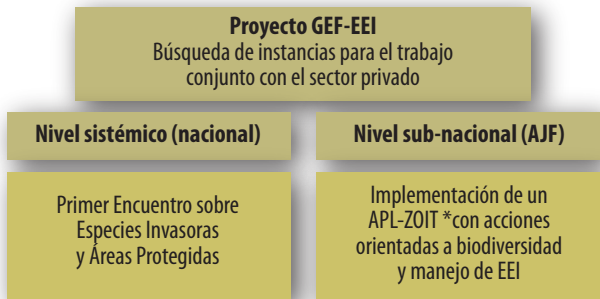 Proyecto GEF-EEI
Búsqueda de instancias para el trabajo
conjunto con el sector privado
Nivel sistémico (nacional)
Nivel sub-nacional (AJF)
Primer Encuentro sobre
Especies Invasoras
y Áreas Protegidas
Implementación de un
APL-ZOIT *con acciones
orientadas a biodiversidad
y manejo de EEI